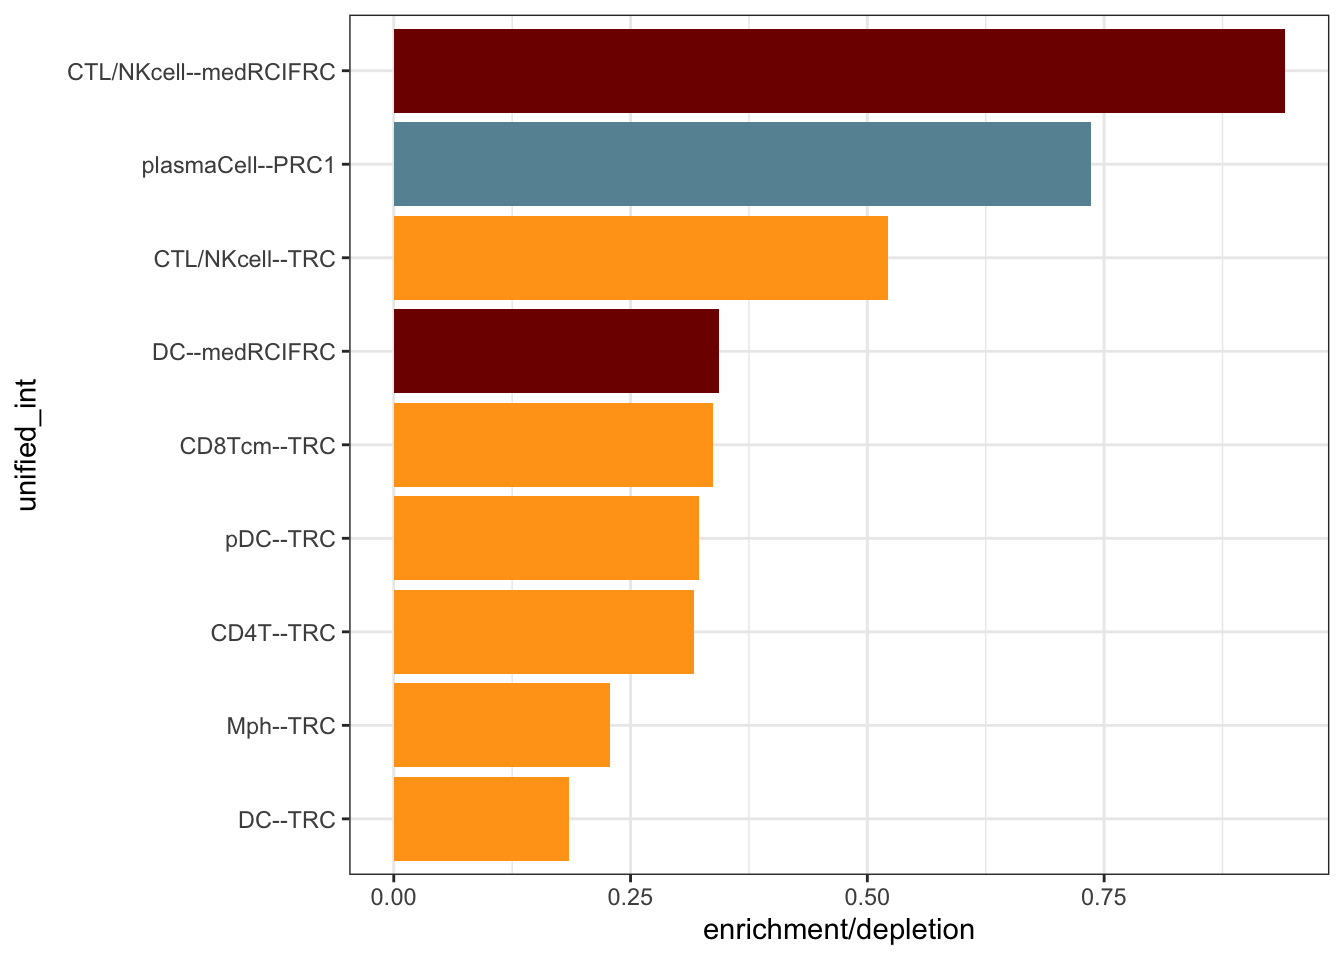 CTL/NKcell--medRCIFRC
plasmaCell--PRC1
CTL/NKcell--TRC
DC--medRCIFRC
CD8Tcm--TRC
pDC--TRC
CD4T--TRC
Mph--TRC
DC--TRC
unified_int
0.00 0.25 0.50 0.75
enrichment/depletion